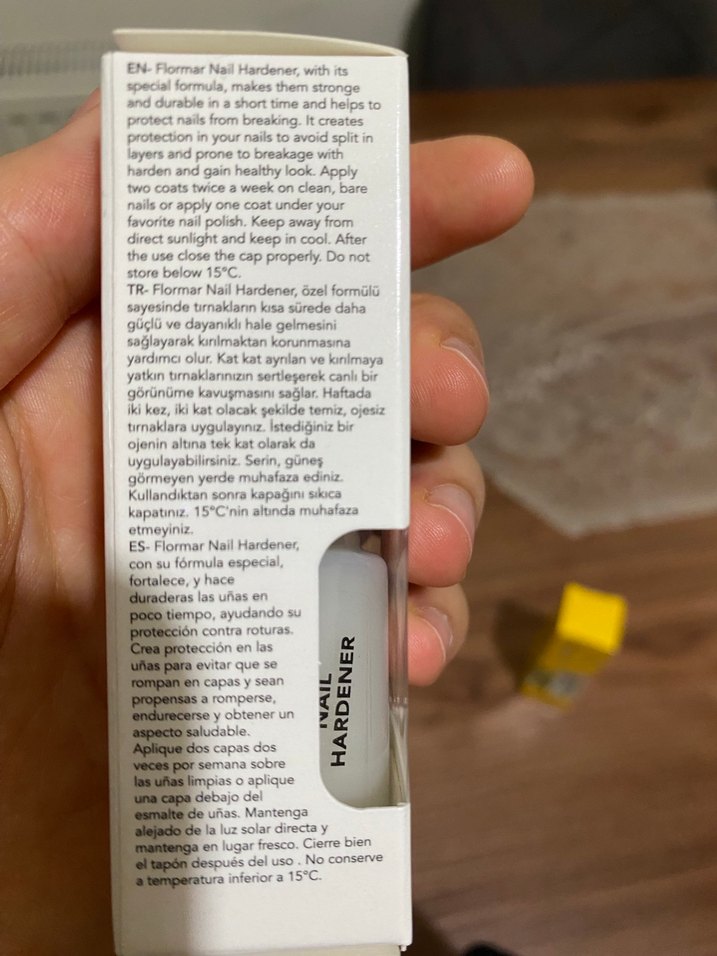 EN- Flormar Nail Hardener, with its
special formula, makes them stronge
and durable in a short time and helps to
protect nails from breaking. It creates
protection in your nails to avoid split in
layers and prone to breakage with
harden and gain healthy look. Apply
two coats twice a week on clean, bare
nails or apply one coat under your
favorite nail polish. Keep away from
direct sunlight and keep in cool. After
the use close the cap properly. Do not
store below 15°C.
TR- Flormar Nail Hardener, özel formülü
sayesinde tırnakların kısa sürede daha
güçlü ve dayanıklı hale gelmesini
sağlayarak kırılmaktan korunmasına
yardımcı olur. Kat kat ayrılan ve kırılmaya
yatkın tırnaklarınızın sertleşerek canlı bir
görünüme kavuşmasını sağlar. Haftada
iki kez, iki kat olacak şekilde temiz, ojesiz
tırnaklara uygulayınız. İstediğiniz bir
ojenin altına tek kat olarak da
uygulayabilirsiniz. Serin, güneş
görmeyen yerde muhafaza ediniz.
Kullandıktan sonra kapağını sıkıca
kapatınız. 15°C'nin altında muhafaza
etmeyiniz.
ES- Flormar Nail Hardener,
con su fórmula especial,
fortalece, y hace
duraderas las uñas en
poco tiempo, ayudando su
protección contra roturas.
Crea protección en las
uñas para evitar que se
rompan en capas y sean
propensas a romperse,
endurecerse y obtener un
aspecto saludable.
Aplique dos capas dos
veces por semana sobre
las uñas limpias o aplique
una capa debajo del
esmalte de uñas. Mantenga
alejado de la luz solar directa y
mantenga en lugar fresco. Cierre bien
el tapón después del uso . No conserve
a temperatura inferior a 15°C.
NAIL
HARDENER